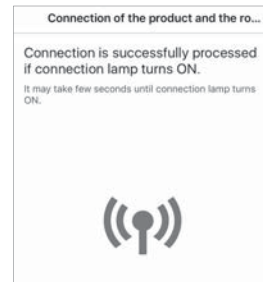 Connection of the product and the ro...
Connection is successfully processed
if connection lamp turns ON.
It may take few seconds until connection lamp turns
ON.